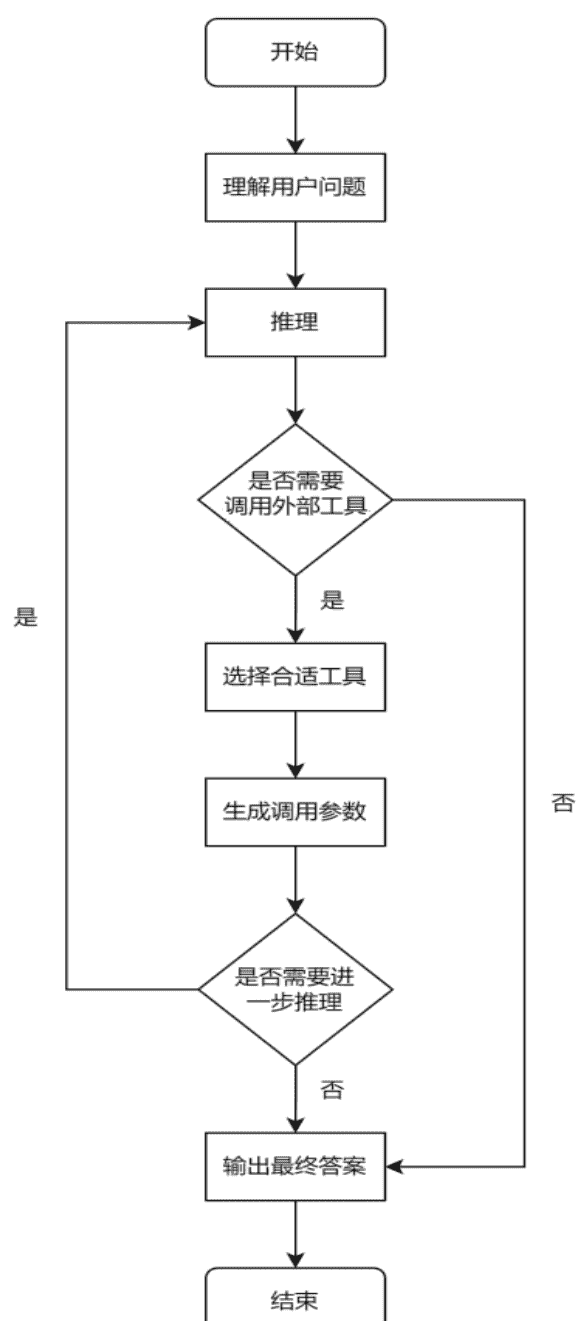 开始
理解用户问题
推理
是否需要
调用外部工具
是
是
选择合适工具
生成调用参数
否
是否需要进
一步推理
否
输出最终答案
结束